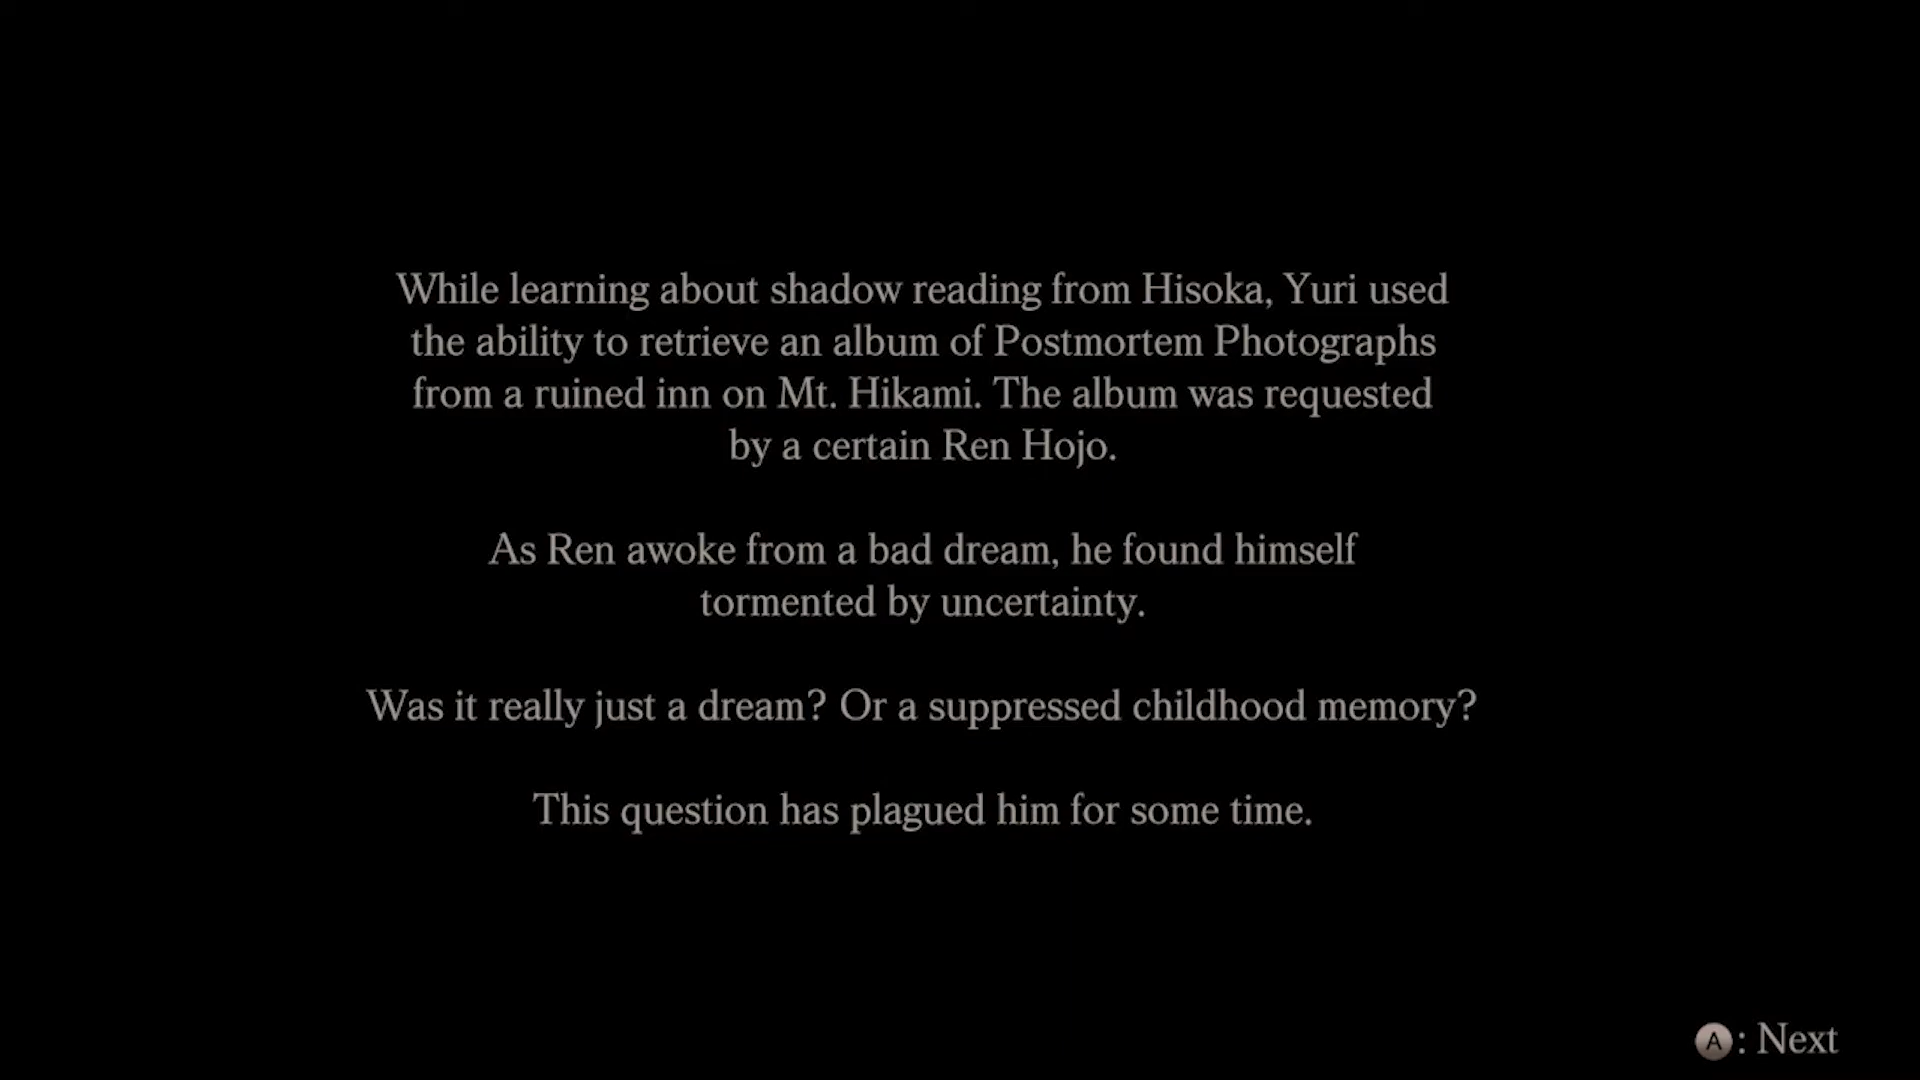 While learning about shadow reading from Hisoka, Yuri used
the ability to retrieve an album of Postmortem Photographs
from a ruined inn on Mt. Hikami. The album was requested
by a certain Ren Hojo.
As Ren awoke from a bad dream, he found himself
tormented by uncertainty.
Was it really just a dream? Or a suppressed childhood memory?
This question has plagued him for some time.
A: Next